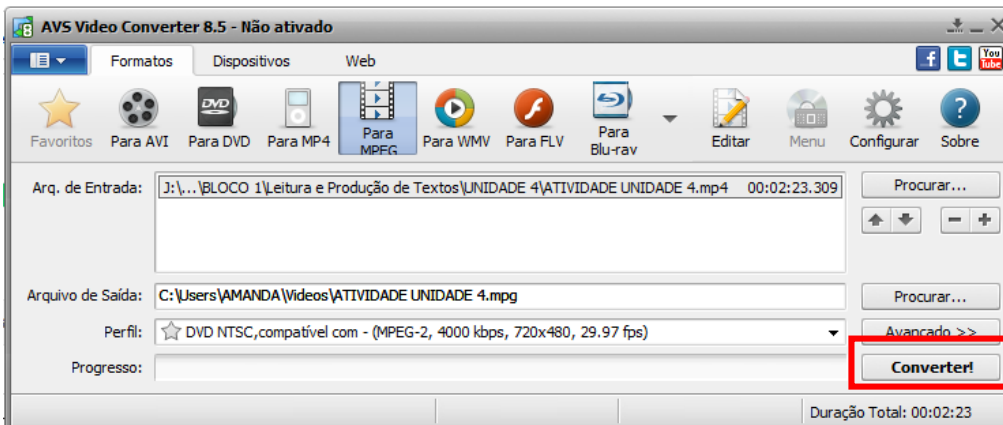 AVS Video Converter 8.5 - Não ativado
Formatos Dispositivos Web
You Tube
Favoritos Para AVI Para DVD Para MP4 Para MPEG Para WMV Para FLV Para Blu-ray Editar Menu Configurar Sobre
Arq. de Entrada: J:\...\BLOCO 1\Leitura e Produção de Textos\UNIDADE 4\ATIVIDADE UNIDADE 4.mp4 00:02:23.309 Procurar...
Arquivo de Saída: C:\Users\AMANDA\Videos\ATIVIDADE UNIDADE 4.mpg Procurar...
Perfil: DVD NTSC,compatível com - (MPEG-2, 4000 kbps, 720x480, 29.97 fps) Avançado >>
Progresso: Converter!
Duração Total: 00:02:23